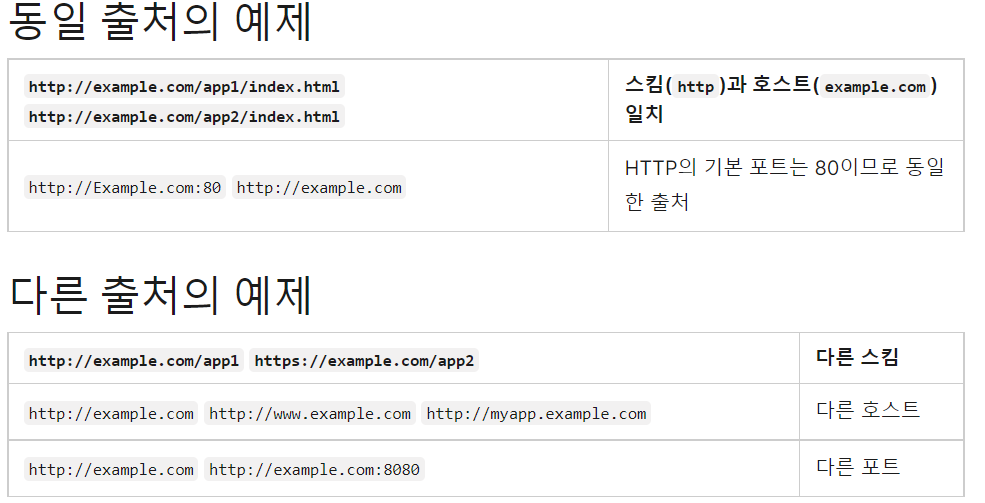 동일 출처의 예제
http://example.com/app1/index.html
http://example.com/app2/index.html
스킴(http)과 호스트(example.com)
일치
http://Example.com:80 http://example.com
HTTP의 기본 포트는 80이므로 동일
한 출처
다른 출처의 예제
http://example.com/app1 https://example.com/app2
다른 스킴
http://example.com http://www.example.com http://myapp.example.com
다른 호스트
http://example.com http://example.com:8080
다른 포트